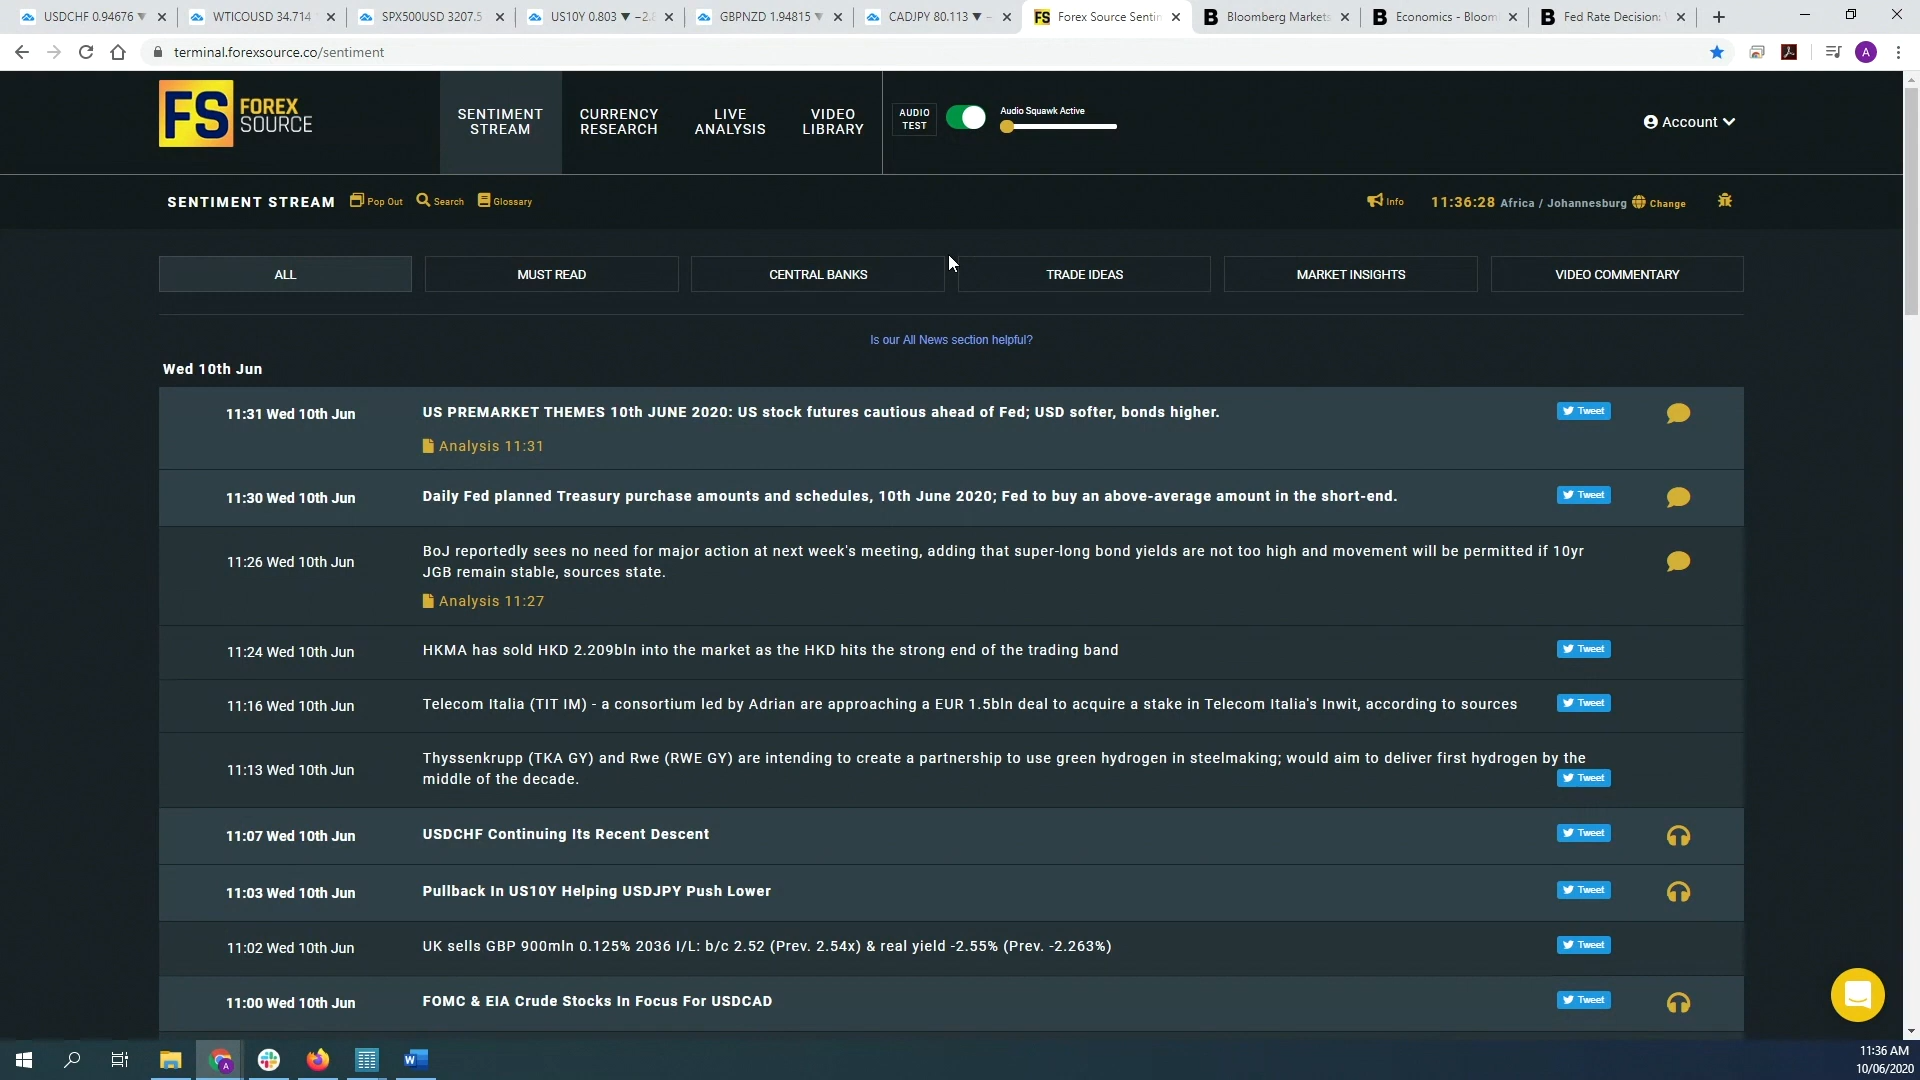 USDCHF 0.94676 ▼
WTICOUSD 34.714
SPX500USD 3207.5
US10Y 0.803 ▼ −2.
GBPNZD 1.94815 ▼
CADJPY 80.113 ▼ −
FS Forex Source Sentin
B Bloomberg Markets
B Economics - Bloom
B Fed Rate Decision:
terminal.forexsource.co/sentiment
A
FS FOREX
SOURCE
SENTIMENT
STREAM
CURRENCY
RESEARCH
LIVE
ANALYSIS
VIDEO
LIBRARY
AUDIO
TEST
Audio Squawk Active
Account
SENTIMENT STREAM
Pop Out
Search
Glossary
Info
11:36:28 Africa / Johannesburg
Change
ALL
MUST READ
CENTRAL BANKS
TRADE IDEAS
MARKET INSIGHTS
VIDEO COMMENTARY
Is our All News section helpful?
Wed 10th Jun
11:31 Wed 10th Jun
US PREMARKET THEMES 10th JUNE 2020: US stock futures cautious ahead of Fed; USD softer, bonds higher.
Tweet
Analysis 11:31
11:30 Wed 10th Jun
Daily Fed planned Treasury purchase amounts and schedules, 10th June 2020; Fed to buy an above-average amount in the short-end.
Tweet
11:26 Wed 10th Jun
BoJ reportedly sees no need for major action at next week's meeting, adding that super-long bond yields are not too high and movement will be permitted if 10yr
JGB remain stable, sources state.
Analysis 11:27
11:24 Wed 10th Jun
HKMA has sold HKD 2.209bln into the market as the HKD hits the strong end of the trading band
Tweet
11:16 Wed 10th Jun
Telecom Italia (TIT IM) - a consortium led by Adrian are approaching a EUR 1.5bln deal to acquire a stake in Telecom Italia's Inwit, according to sources
Tweet
11:13 Wed 10th Jun
Thyssenkrupp (TKA GY) and Rwe (RWE GY) are intending to create a partnership to use green hydrogen in steelmaking; would aim to deliver first hydrogen by the
middle of the decade.
Tweet
11:07 Wed 10th Jun
USDCHF Continuing Its Recent Descent
Tweet
11:03 Wed 10th Jun
Pullback In US10Y Helping USDJPY Push Lower
Tweet
11:02 Wed 10th Jun
UK sells GBP 900mln 0.125% 2036 I/L: b/c 2.52 (Prev. 2.54x) & real yield -2.55% (Prev. -2.263%)
Tweet
11:00 Wed 10th Jun
FOMC & EIA Crude Stocks In Focus For USDCAD
Tweet
A
W
11:36 AM
10/06/2020